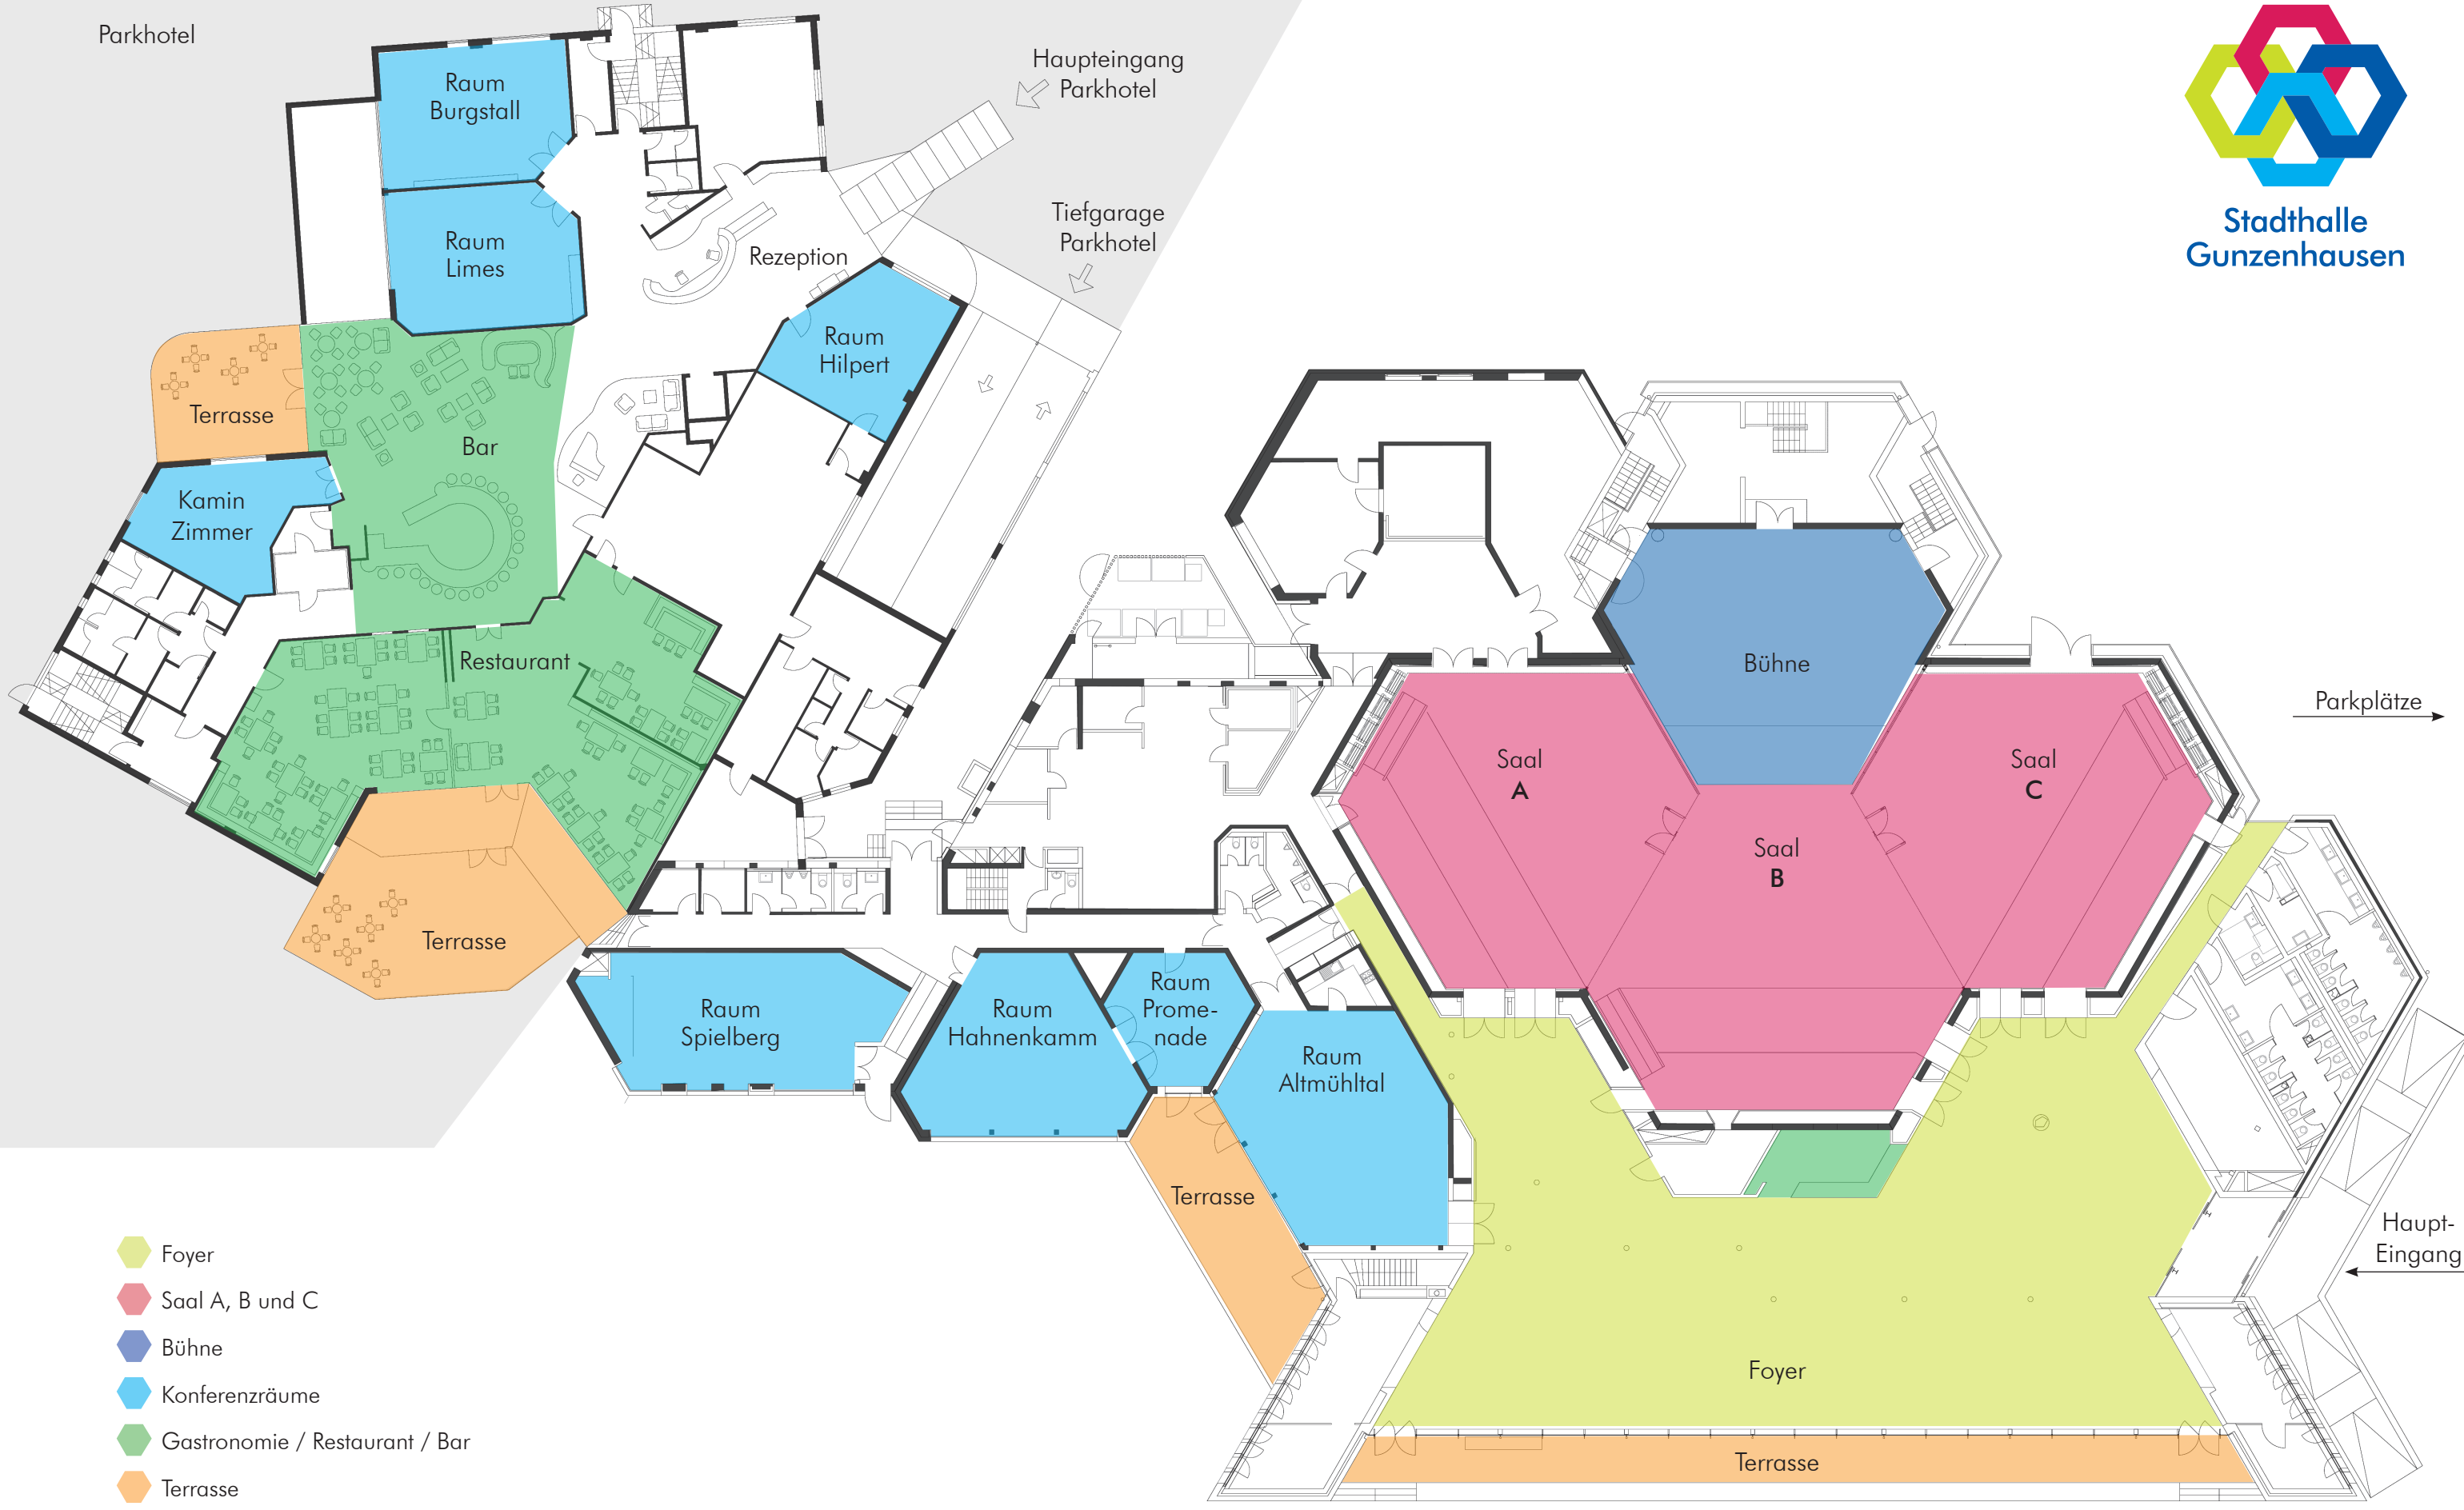 Parkhotel
Haupteingang
Parkhotel
Tiefgarage
Parkhotel
Stadthalle
Gunzenhausen
Raum
Burgstall
Raum
Limes
Rezeption
Raum
Hilpert
Terrasse
Bar
Kamin
Zimmer
Restaurant
Terrasse
Bühne
Saal
A
Saal
B
Saal
C
Parkplätze
Raum
Spielberg
Raum
Hahnenkamm
Raum
Prome-
nade
Raum
Altmühltal
Terrasse
Haupt-
Eingang
Foyer
Terrasse
Foyer
Saal A, B und C
Bühne
Konferenzräume
Gastronomie / Restaurant / Bar
Terrasse